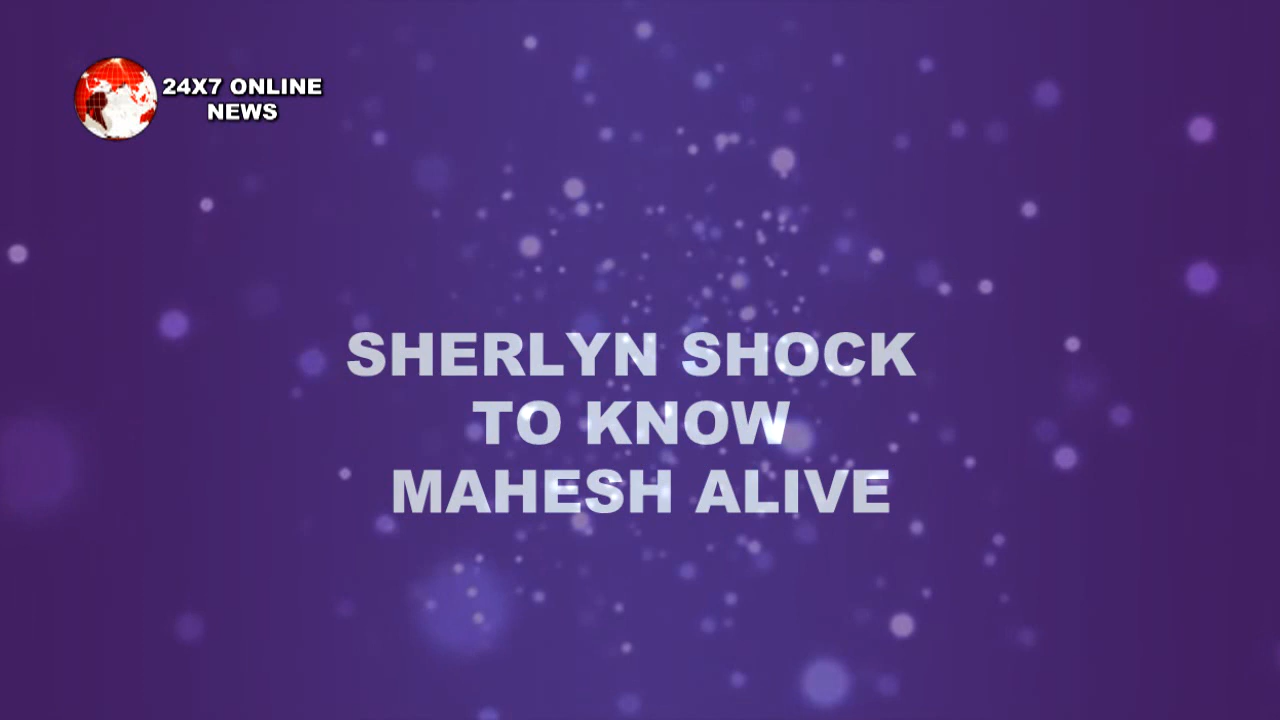 24X7 ONLINE
NEWS
SHERLYN SHOCK
TO KNOW
MAHESH ALIVE